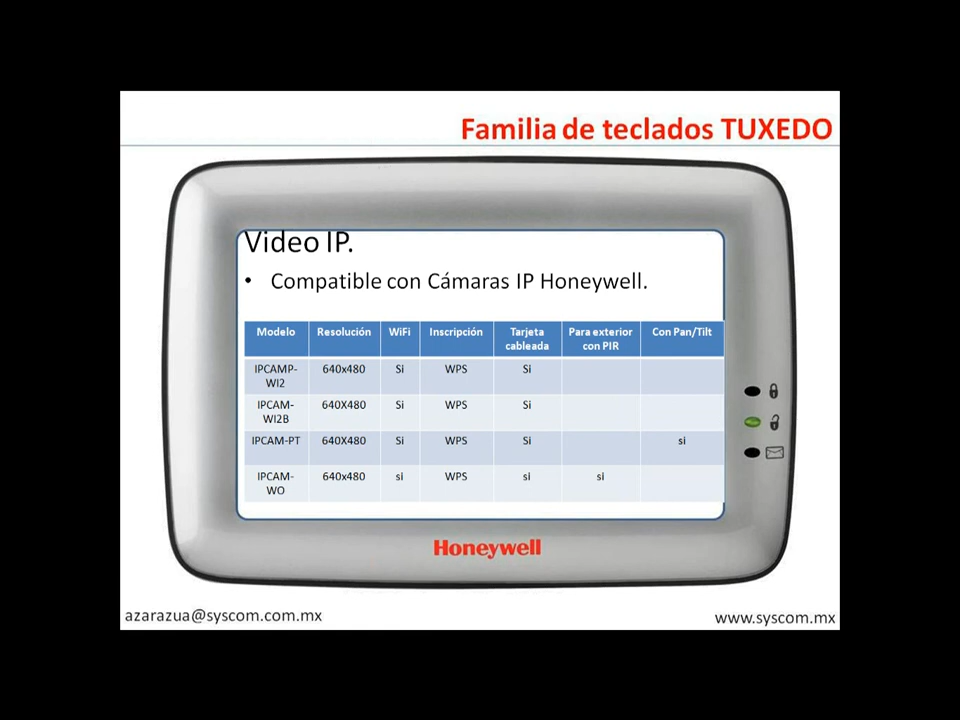 Familia de teclados TUXEDO
Video IP.
• Compatible con Cámaras IP Honeywell.
Modelo Resolución WiFi Inscripción Tarjeta cableada Para exterior con PIR Con Pan/Tilt
IPCAMP-WI2 640x480 Si WPS Si
IPCAM-WI2B 640X480 Si WPS Si
IPCAM-PT 640X480 Si WPS Si si
IPCAM-WO 640x480 si WPS si si
Honeywell
azarazua@syscom.com.mx
www.syscom.mx